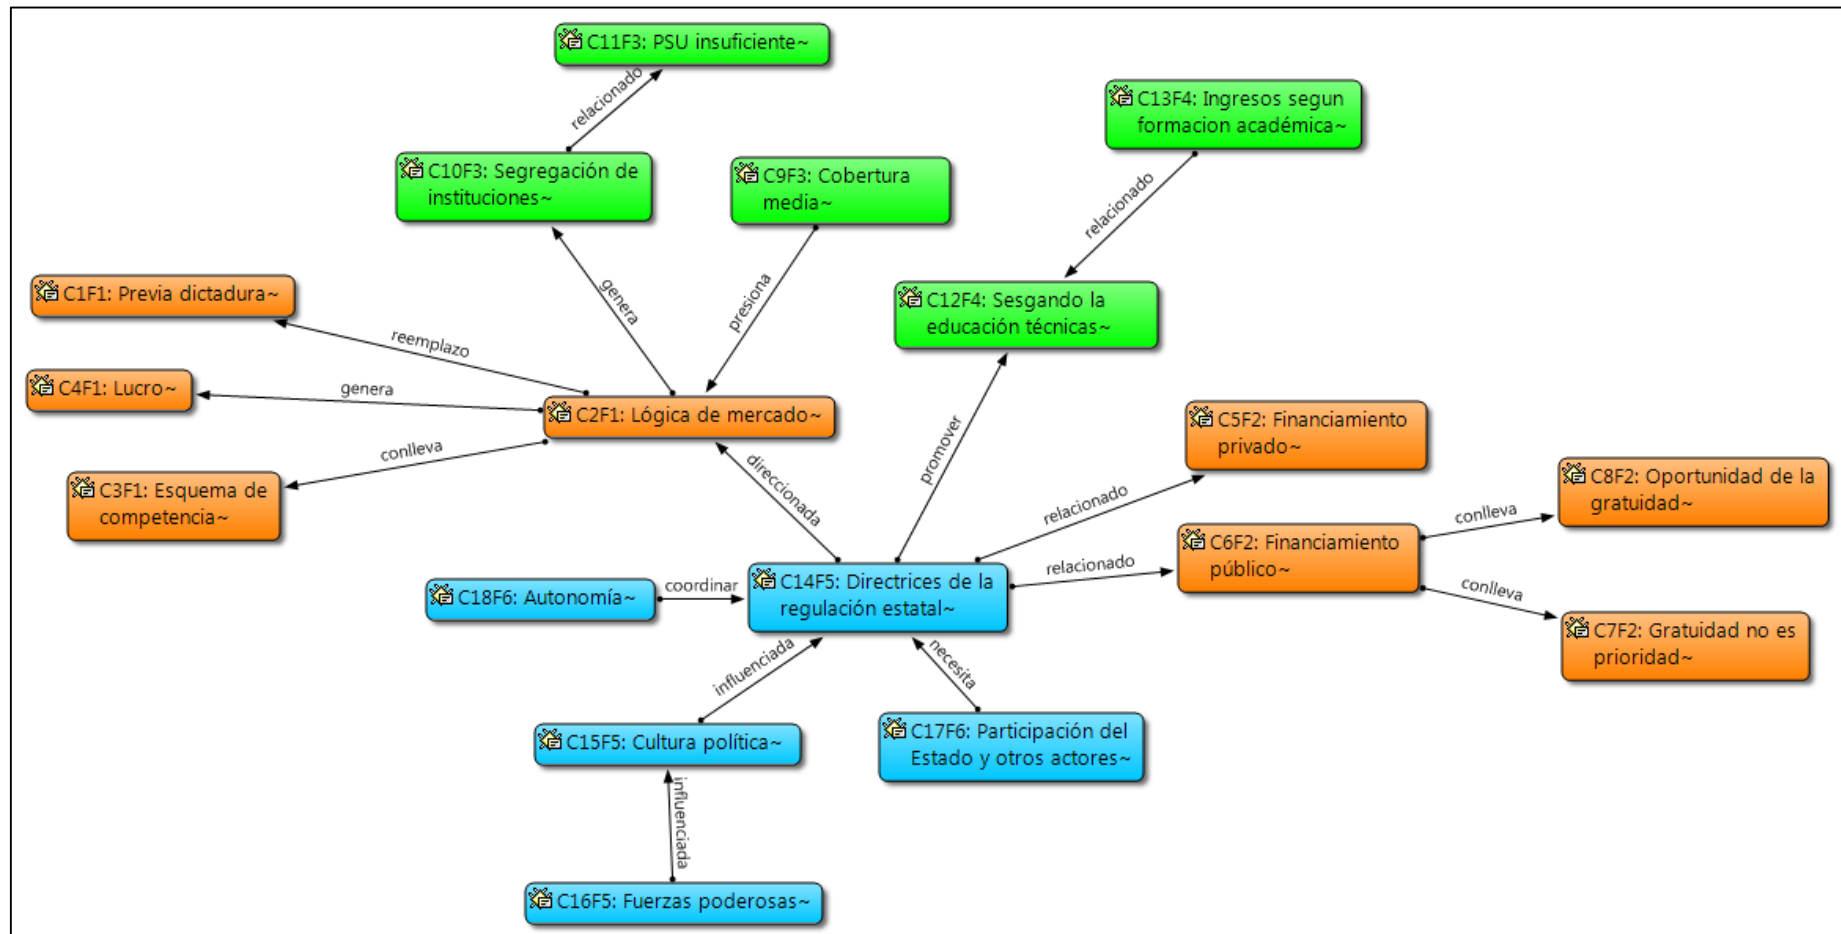 C11F3: PSU insuficiente~
relacionado
C13F4: Ingresos segun
formacion académica~
C10F3: Segregación de
instituciones~
C9F3: Cobertura
media~
relacionado
genera
presiona
C1F1: Previa dictadura~
C12F4: Sesgando la
educación técnicas~
reemplazo
C4F1: Lucro~
genera
C2F1: Lógica de mercado~
promover
C5F2: Financiamiento
privado~
conlleva
C3F1: Esquema de
competencia~
direccionada
relacionado
C8F2: Oportunidad de la
gratuidad~
conlleva
C6F2: Financiamiento
público~
relacionado
C18F6: Autonomía~
coordinar
C14F5: Directrices de la
regulación estatal~
conlleva
C7F2: Gratuidad no es
prioridad~
influenciada
necesita
C15F5: Cultura política~
C17F6: Participación del
Estado y otros actores~
influenciada
C16F5: Fuerzas poderosas~